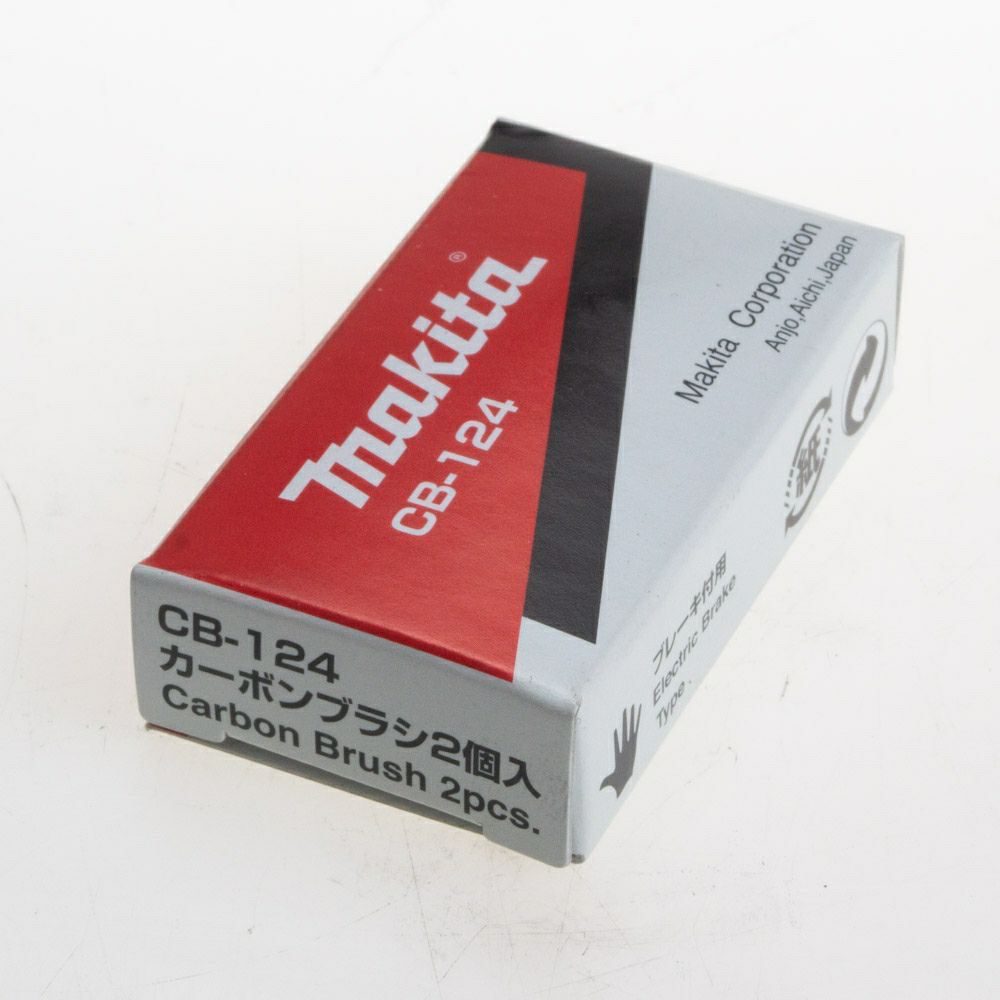 makita®
CB-124
Makita Corporation
Anjo,Aichi,Japan
CB-124
カーボンブラシ2個入
Carbon Brush 2pcs.
ブレーキ付用
Electric Brake
Type
紙